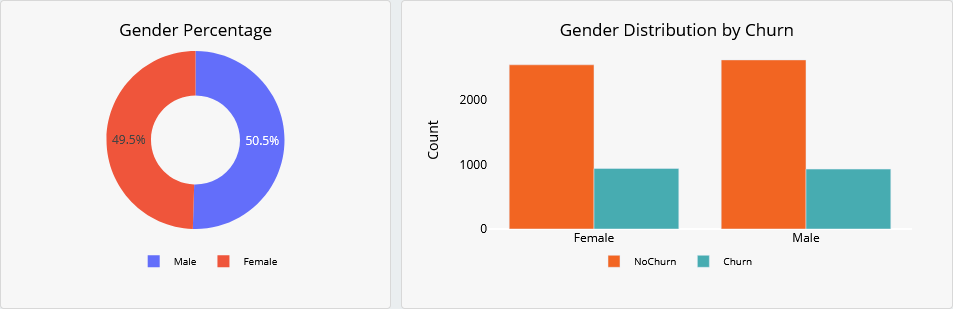 Gender Percentage
49.5%
50.5%
Male Female
Gender Distribution by Churn
Count
2000
1000
0
Female Male
NoChurn Churn